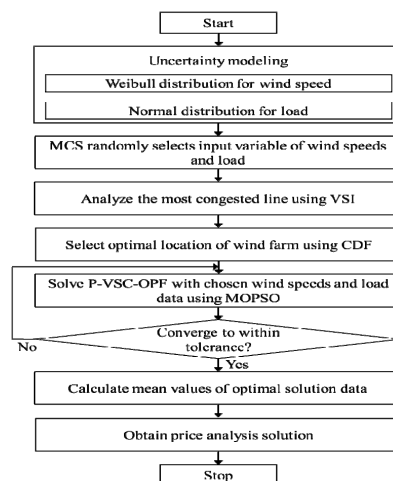 Start
Uncertainty modeling
Weibull distribution for wind speed
Normal distribution for load
MCS randomly selects input variable of wind speeds
and load
Analyze the most congested line using VSI
Select optimal location of wind farm using CDF
Solve P-VSC-OPF with chosen wind speeds and load
data using MOPSO
Converge to within
tolerance?
No
Yes
Calculate mean values of optimal solution data
Obtain price analysis solution
Stop